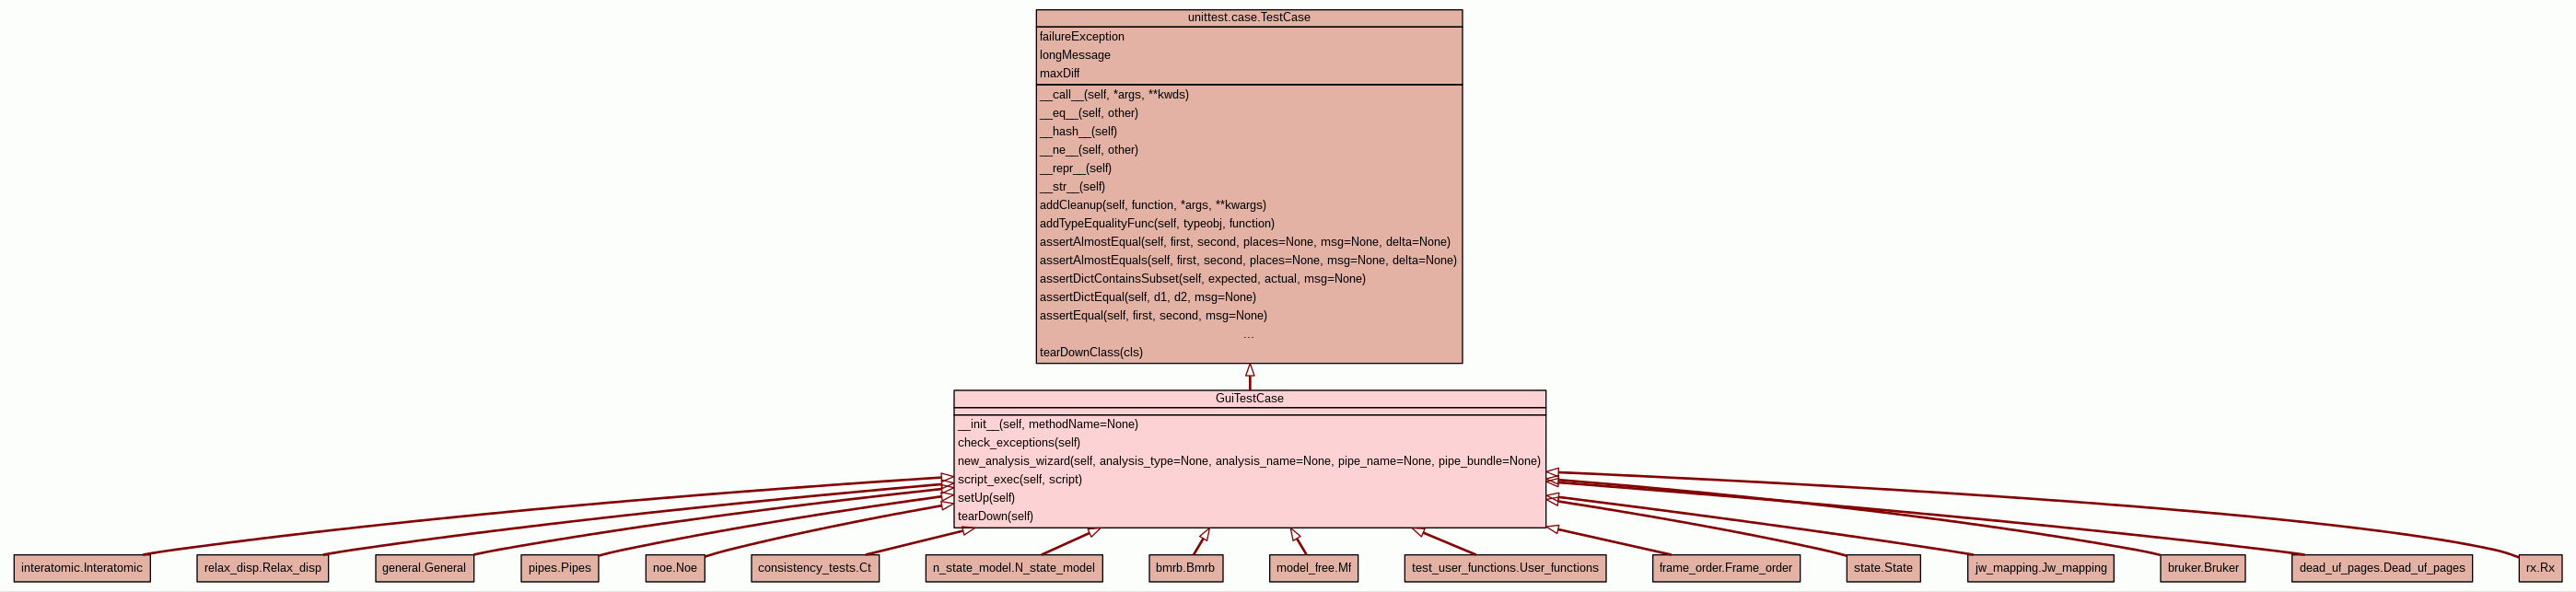 unittest.case.TestCase
failureException
longMessage
maxDiff
__call__(self, *args, **kwds)
__eq__(self, other)
__hash__(self)
__ne__(self, other)
__repr__(self)
__str__(self)
addCleanup(self, function, *args, **kwargs)
addTypeEqualityFunc(self, typeobj, function)
assertAlmostEqual(self, first, second, places=None, msg=None, delta=None)
assertAlmostEquals(self, first, second, places=None, msg=None, delta=None)
assertDictContainsSubset(self, expected, actual, msg=None)
assertDictEqual(self, d1, d2, msg=None)
assertEqual(self, first, second, msg=None)
...
tearDownClass(cls)
GuiTestCase
__init__(self, methodName=None)
check_exceptions(self)
new_analysis_wizard(self, analysis_type=None, analysis_name=None, pipe_name=None, pipe_bundle=None)
script_exec(self, script)
setUp(self)
tearDown(self)
interatomic.Interatomic
relax_disp.Relax_disp
general.General
pipes.Pipes
noe.Noe
consistency_tests.Ct
n_state_model.N_state_model
bmrb.Bmrb
model_free.Mf
test_user_functions.User_functions
frame_order.Frame_order
state.State
jw_mapping.Jw_mapping
bruker.Bruker
dead_uf_pages.Dead_uf_pages
rx.Rx